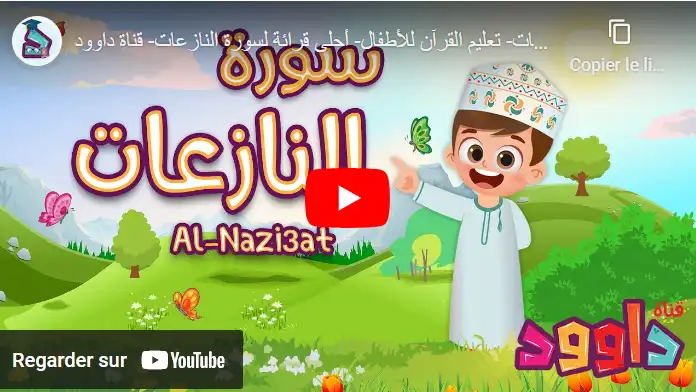 ات- تعليم القرآن للأطفال- أحلى قرائة لسورة النازعات- قناة داوود...
Copier le li...
سورة
النازعات
Al-Nazi3at
قناة
داوود
Regarder sur YouTube